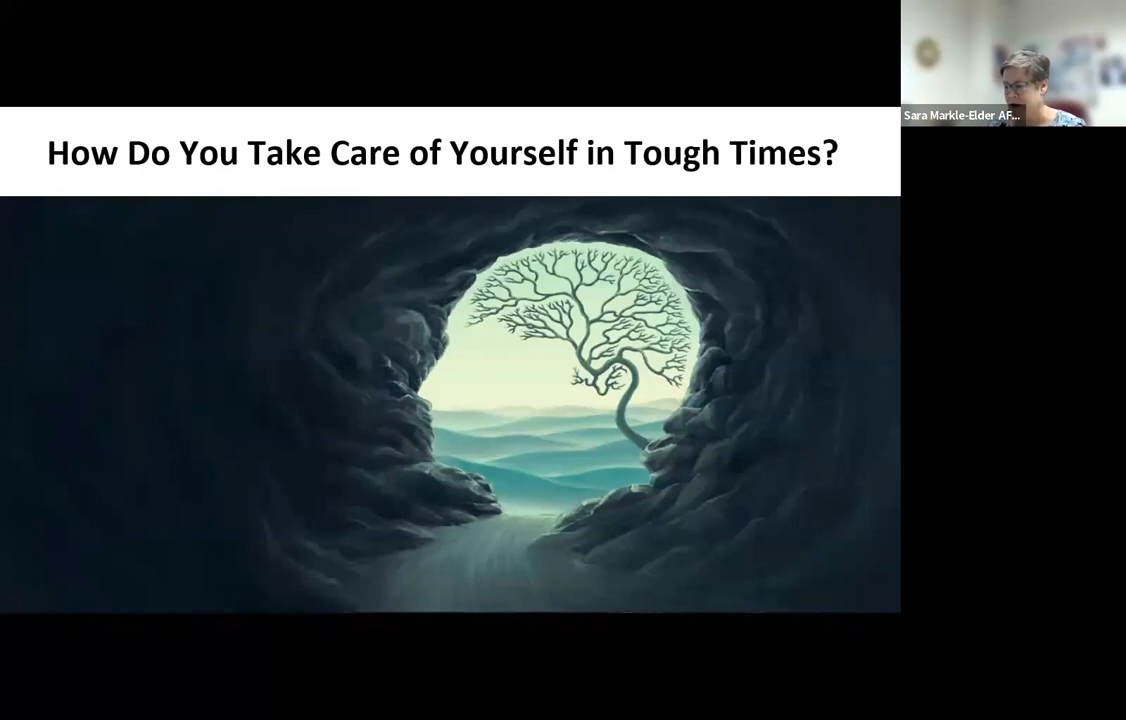 How Do You Take Care of Yourself in Tough Times?
Sara Markle-Elder AF...